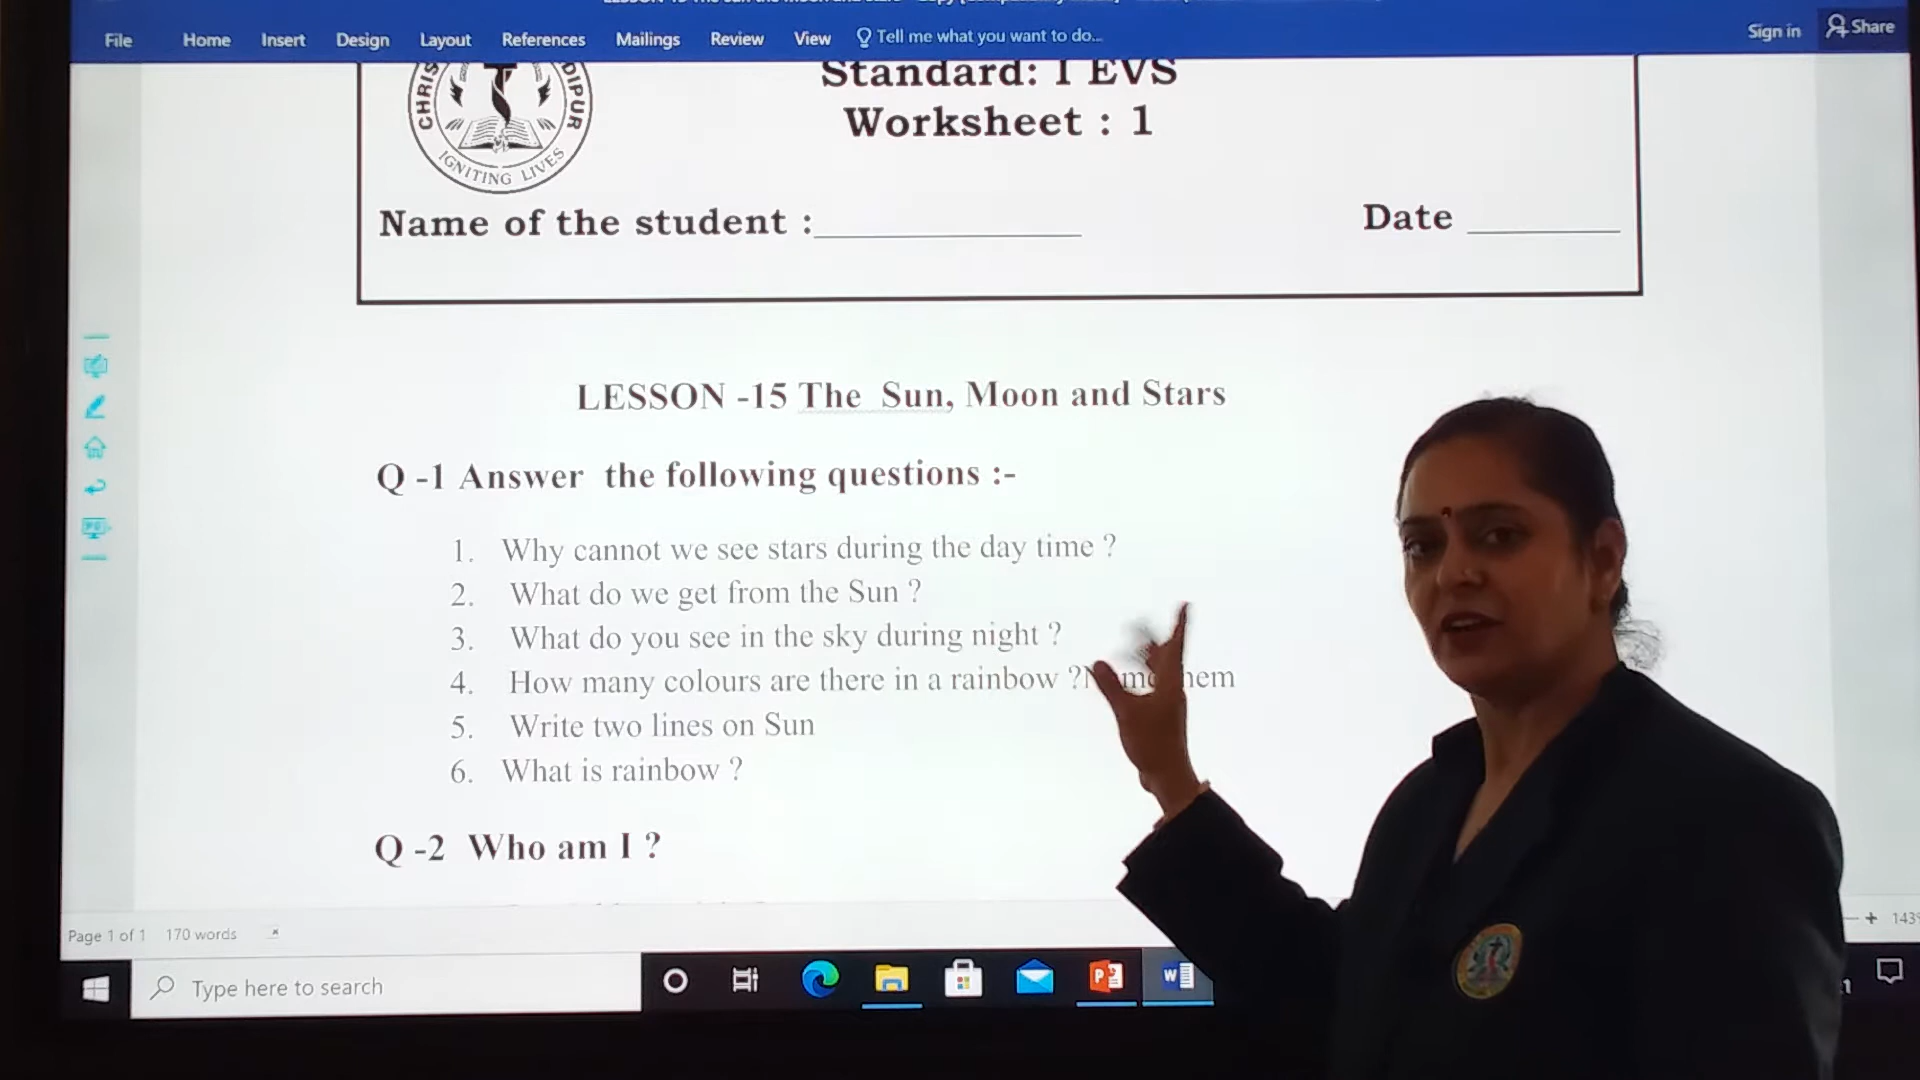 File Home Insert Design Layout References Mailings Review View Tell me what you want to do... Sign in Share
CHRIS DIPUR
IGNITING LIVES
Standard: I EVS
Worksheet : 1
Name of the student :____________ Date _______
LESSON -15 The Sun, Moon and Stars
Q -1 Answer the following questions :-
1. Why cannot we see stars during the day time ?
2. What do we get from the Sun ?
3. What do you see in the sky during night ?
4. How many colours are there in a rainbow ?
5. Write two lines on Sun
6. What is rainbow ?
Q -2 Who am I ?
Page 1 of 1 170 words
Type here to search